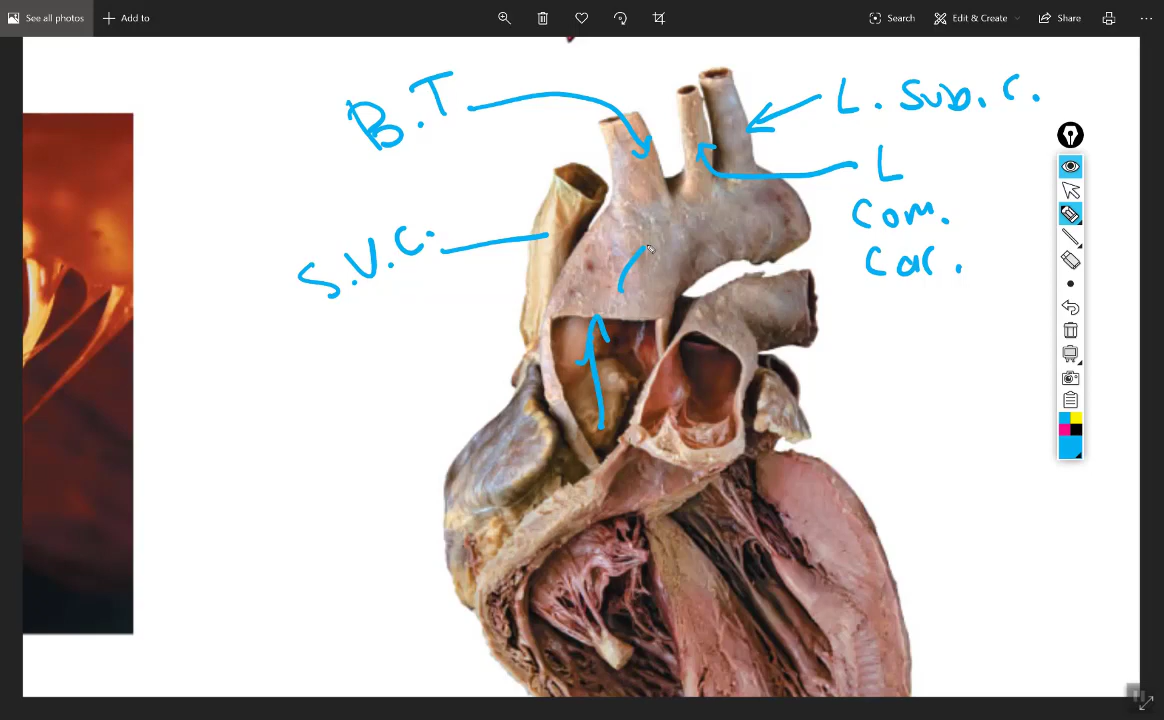 See all photos
Add to
Search
Edit & Create
Share
B.T
L. Sub. C.
L
Com.
Car.
S.V.C.